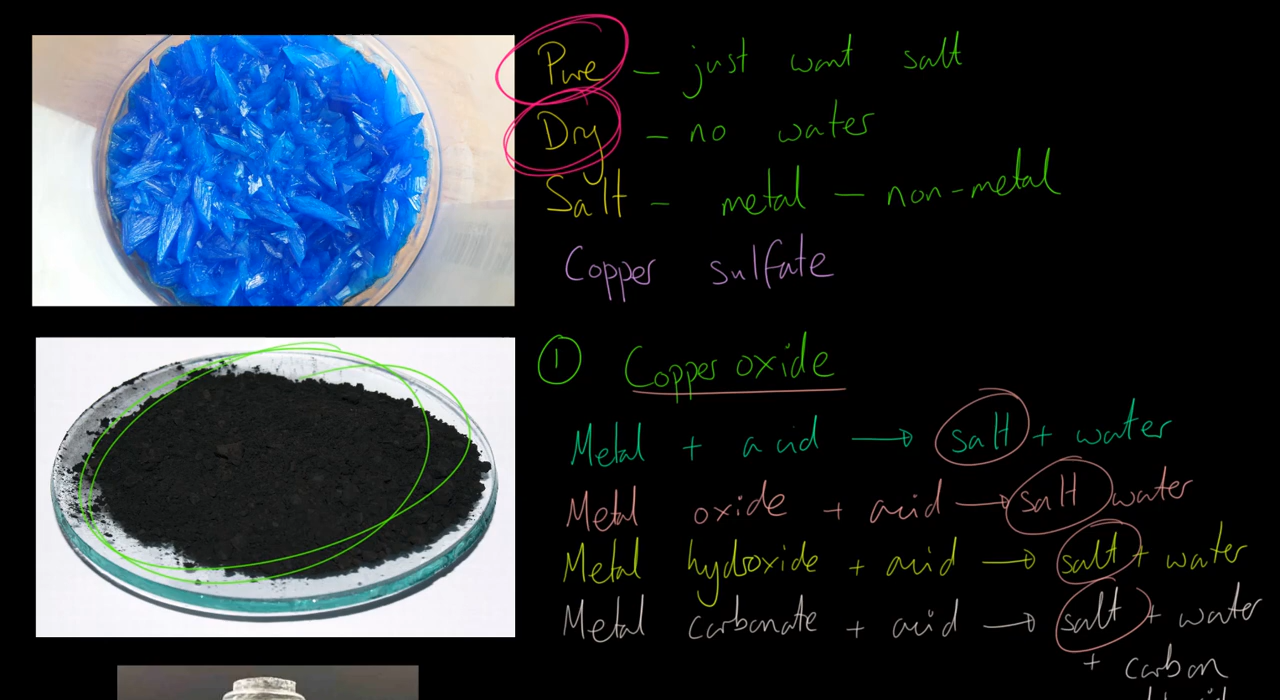 Pure – just want salt
Dry – no water
Salt – metal – non-metal
Copper sulfate
① Copper oxide
Metal + acid → salt + water
Metal oxide + acid → salt water
Metal hydroxide + acid → salt + water
Metal carbonate + acid → salt + water
+ carbon